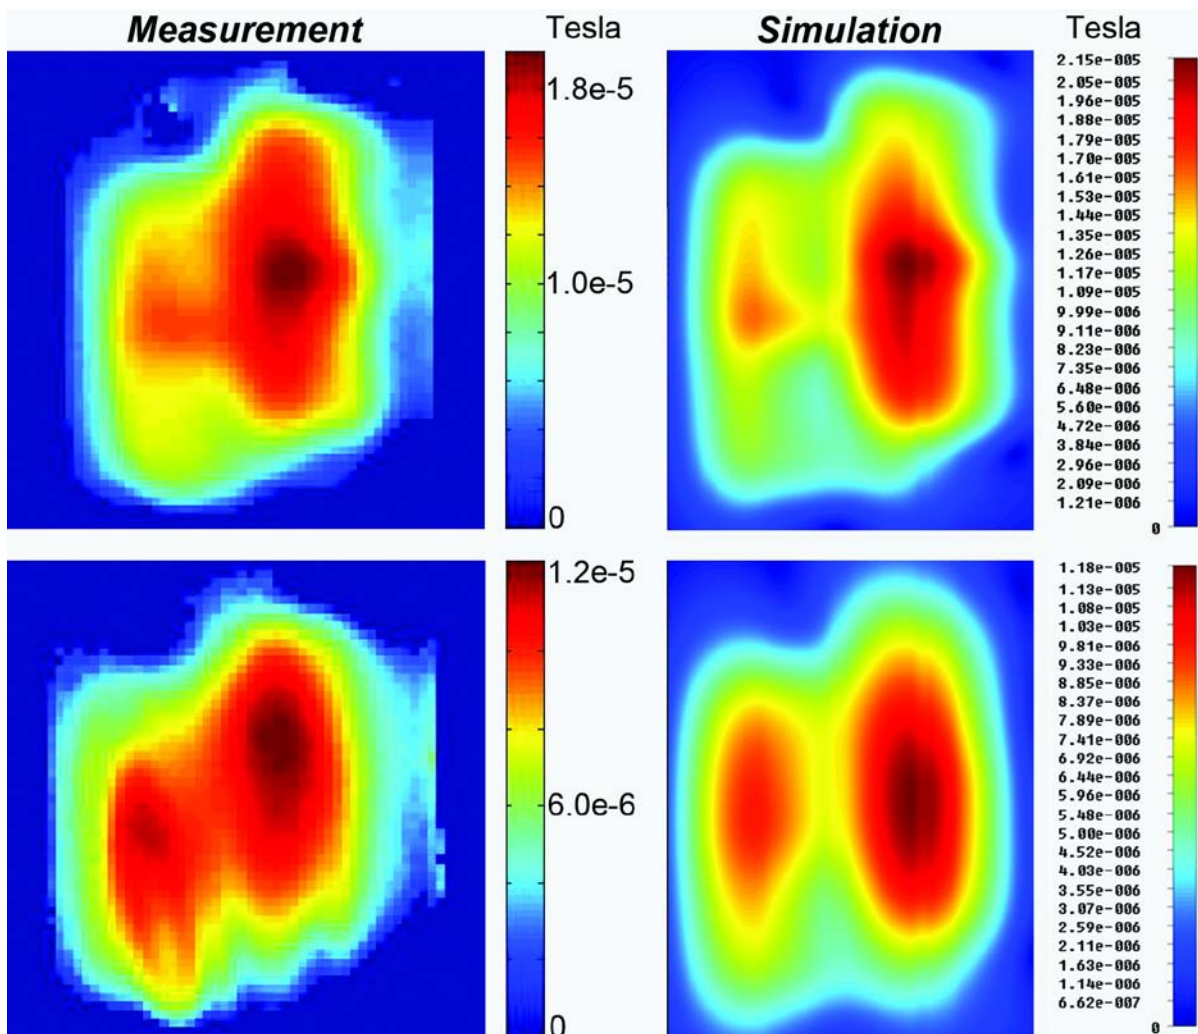 Measurement
Tesla
1.8e-5
1.0e-5
0
Simulation
Tesla
2.15e-005
2.05e-005
1.96e-005
1.88e-005
1.79e-005
1.70e-005
1.61e-005
1.53e-005
1.44e-005
1.35e-005
1.26e-005
1.17e-005
1.09e-005
9.99e-006
9.11e-006
8.23e-006
7.35e-006
6.48e-006
5.60e-006
4.72e-006
3.84e-006
2.96e-006
2.09e-006
1.21e-006
0
1.2e-5
6.0e-6
0
1.18e-005
1.13e-005
1.08e-005
1.03e-005
9.81e-006
9.33e-006
8.85e-006
8.37e-006
7.89e-006
7.41e-006
6.92e-006
6.44e-006
5.96e-006
5.48e-006
5.00e-006
4.52e-006
4.03e-006
3.55e-006
3.07e-006
2.59e-006
2.11e-006
1.63e-006
1.14e-006
6.62e-007
0